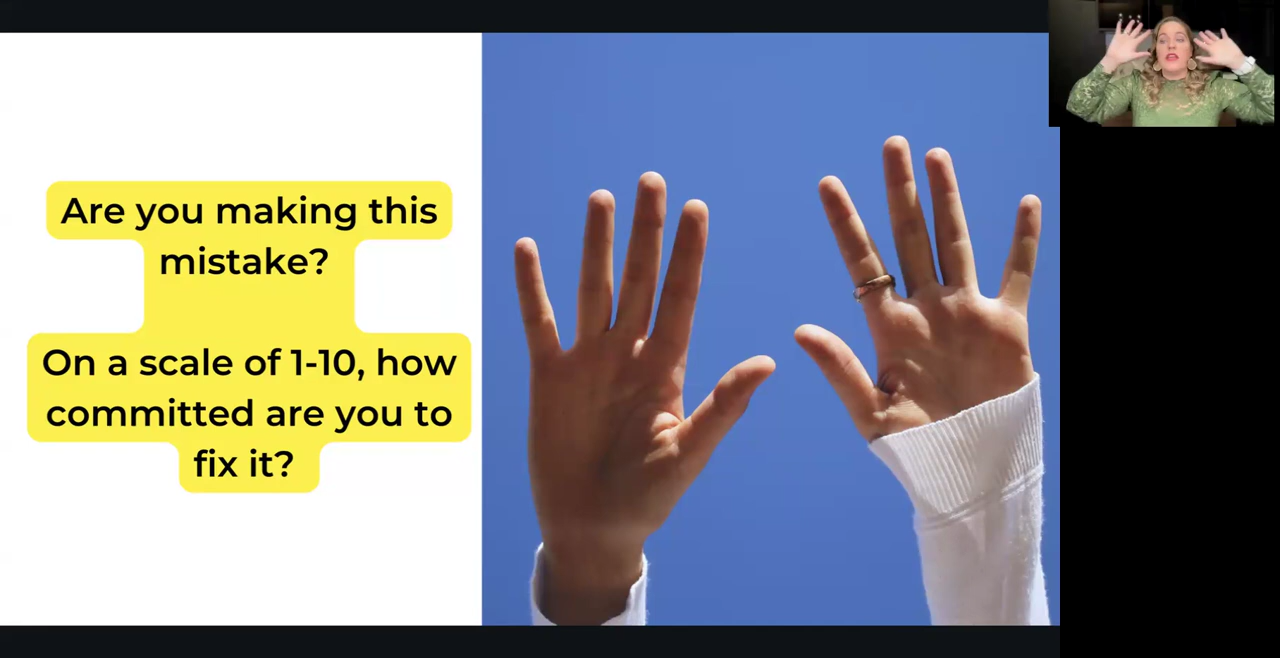 Are you making this
mistake?
On a scale of 1-10, how
committed are you to
fix it?